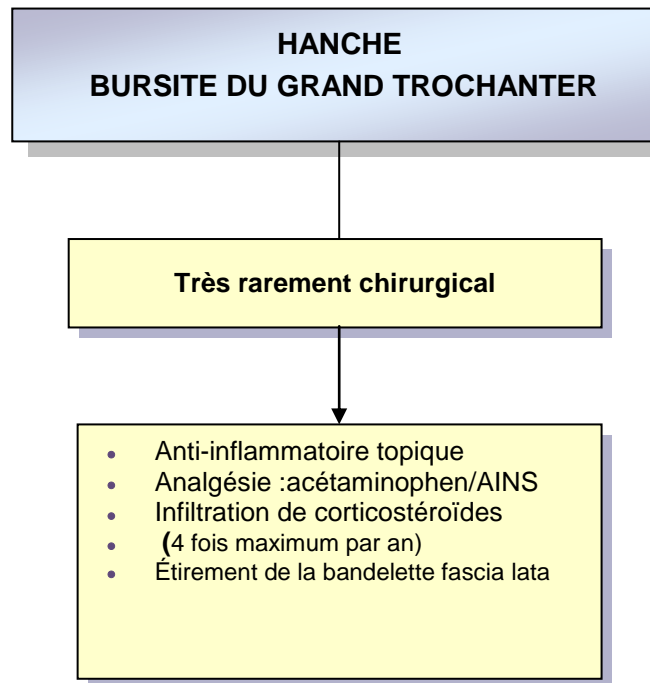 HANCHE
BURSITE DU GRAND TROCHANTER
Très rarement chirurgical
• Anti-inflammatoire topique
• Analgésie :acétaminophen/AINS
• Infiltration de corticostéroïdes
• (4 fois maximum par an)
• Étirement de la bandelette fascia lata